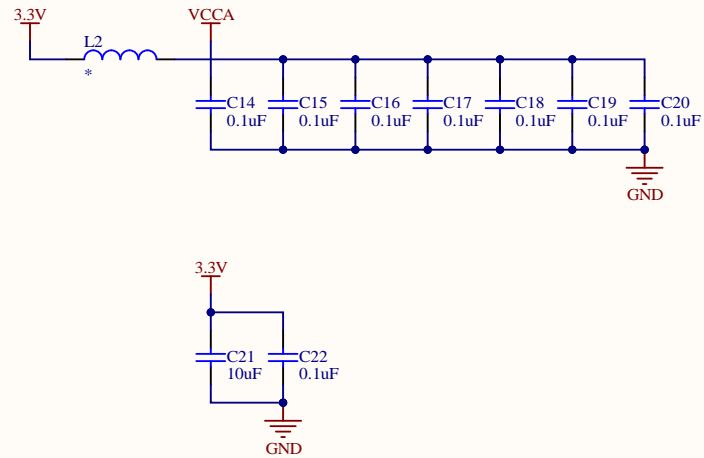 3.3V
VCCA
L2
*
C14
0.1uF
C15
0.1uF
C16
0.1uF
C17
0.1uF
C18
0.1uF
C19
0.1uF
C20
0.1uF
GND
3.3V
C21
10uF
C22
0.1uF
GND